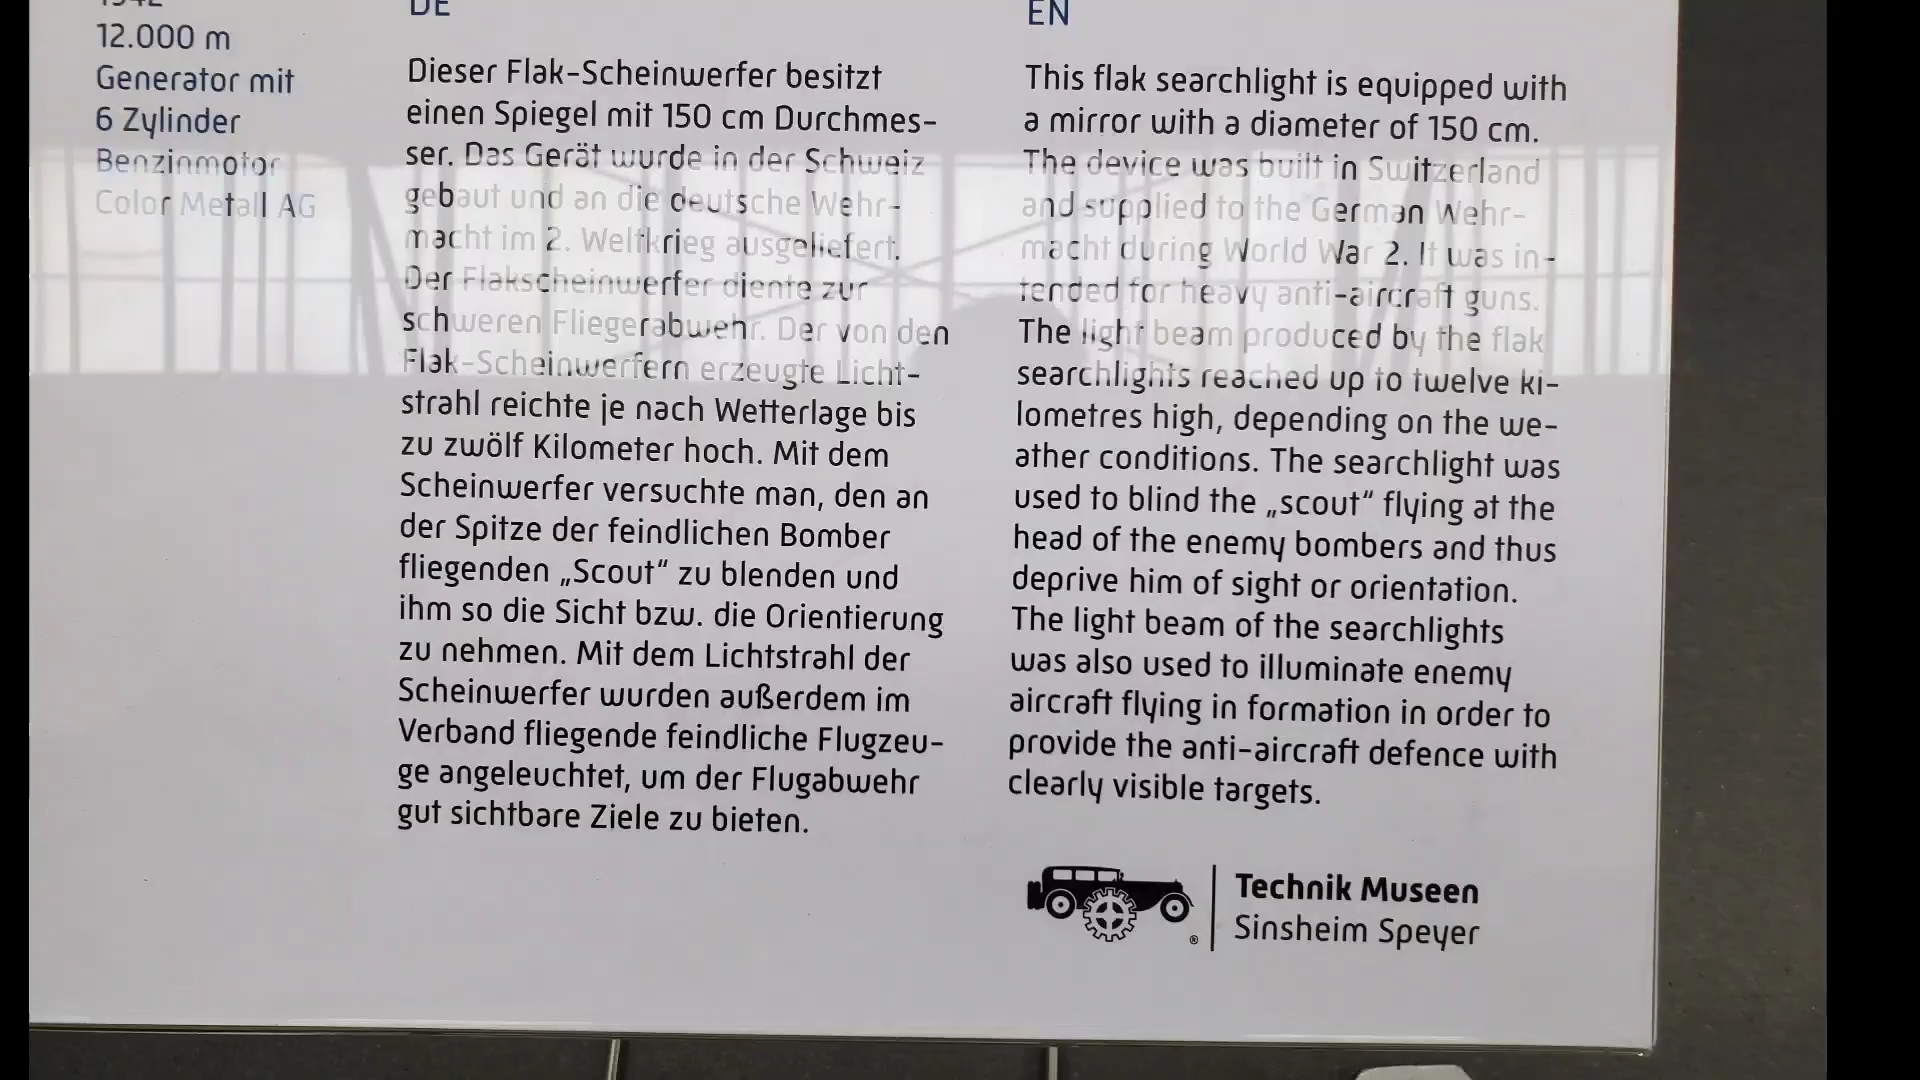 12.000 m
Generator mit
6 Zylinder
Benzinmotor
Color Metall AG
DE
Dieser Flak-Scheinwerfer besitzt
einen Spiegel mit 150 cm Durchmes-
ser. Das Gerät wurde in der Schweiz
gebaut und an die deutsche Wehr-
macht im 2. Weltkrieg ausgeliefert.
Der Flakscheinwerfer diente zur
schweren Fliegerabwehr. Der von den
Flak-Scheinwerfern erzeugte Licht-
strahl reichte je nach Wetterlage bis
zu zwölf Kilometer hoch. Mit dem
Scheinwerfer versuchte man, den an
der Spitze der feindlichen Bomber
fliegenden „Scout“ zu blenden und
ihm so die Sicht bzw. die Orientierung
zu nehmen. Mit dem Lichtstrahl der
Scheinwerfer wurden außerdem im
Verband fliegende feindliche Flugzeu-
ge angeleuchtet, um der Flugabwehr
gut sichtbare Ziele zu bieten.
EN
This flak searchlight is equipped with
a mirror with a diameter of 150 cm.
The device was built in Switzerland
and supplied to the German Wehr-
macht during World War 2. It was in-
tended for heavy anti-aircraft guns.
The light beam produced by the flak
searchlights reached up to twelve ki-
lometres high, depending on the we-
ather conditions. The searchlight was
used to blind the „scout“ flying at the
head of the enemy bombers and thus
deprive him of sight or orientation.
The light beam of the searchlights
was also used to illuminate enemy
aircraft flying in formation in order to
provide the anti-aircraft defence with
clearly visible targets.
®
Technik Museen
Sinsheim Speyer